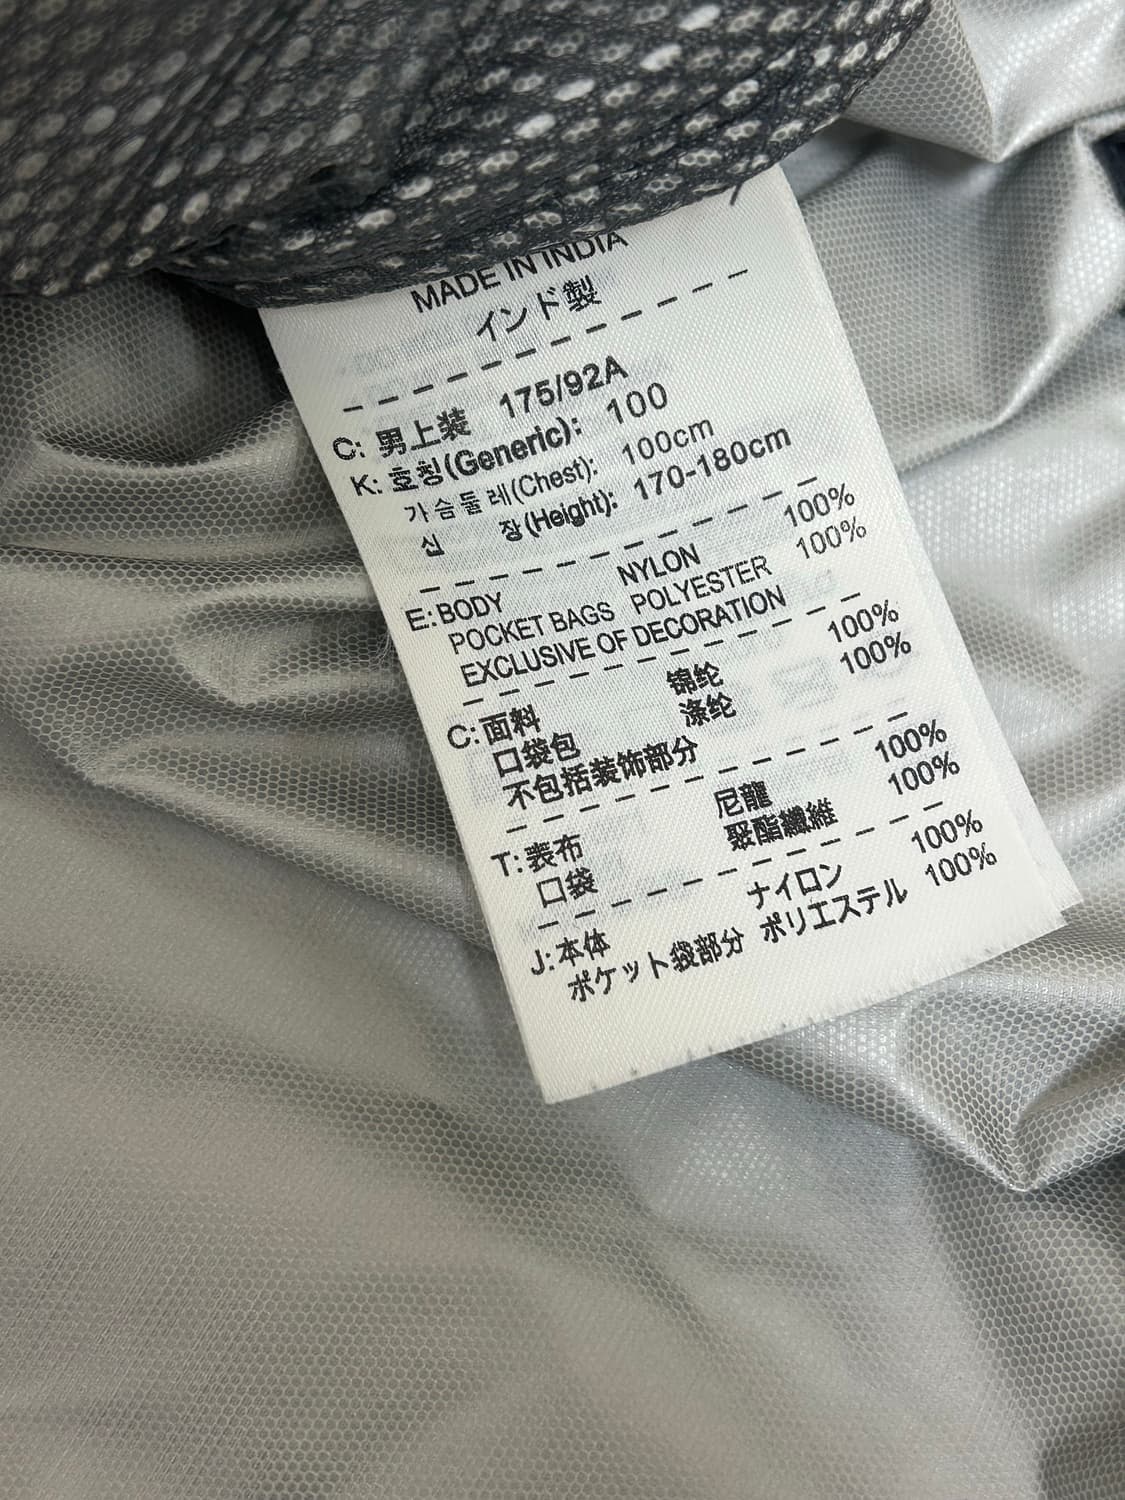 MADE IN INDIA
インド製
C: 男上装 175/92A
K: 호칭(Generic): 100
가슴둘레(Chest): 100cm
신 장(Height): 170-180cm
E: BODY NYLON 100%
POCKET BAGS POLYESTER 100%
EXCLUSIVE OF DECORATION
C: 面料 锦纶 100%
口袋包 涤纶 100%
不包括装饰部分
T: 表布 尼龍 100%
口袋 聚酯纖維 100%
J: 本体 ナイロン 100%
ポケット袋部分 ポリエステル 100%